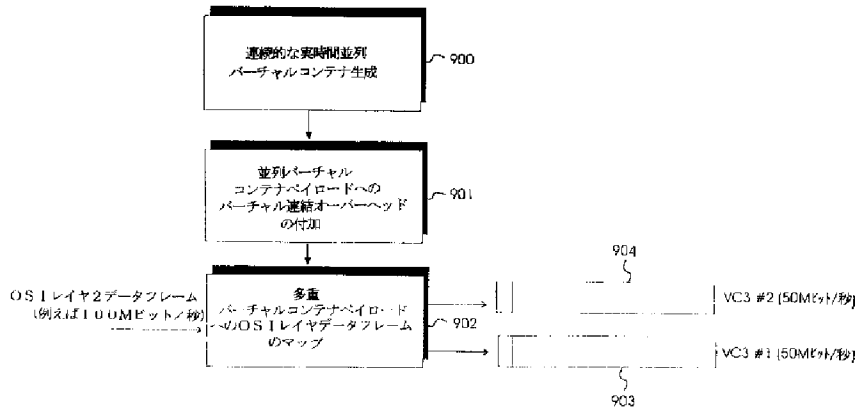 連続的な実時間並列
バーチャルコンテナ生成
900
並列バーチャル
コンテナペイロードへの
バーチャル連結オーバーヘッド
の付加
901
OSIレイヤ2データフレーム
(例えば100Mビット/秒)
多重
バーチャルコンテナペイロード
へのOSIレイヤデータフレーム
のマップ
902
904
VC3 #2 (50Mビット/秒)
VC3 #1 (50Mビット/秒)
903